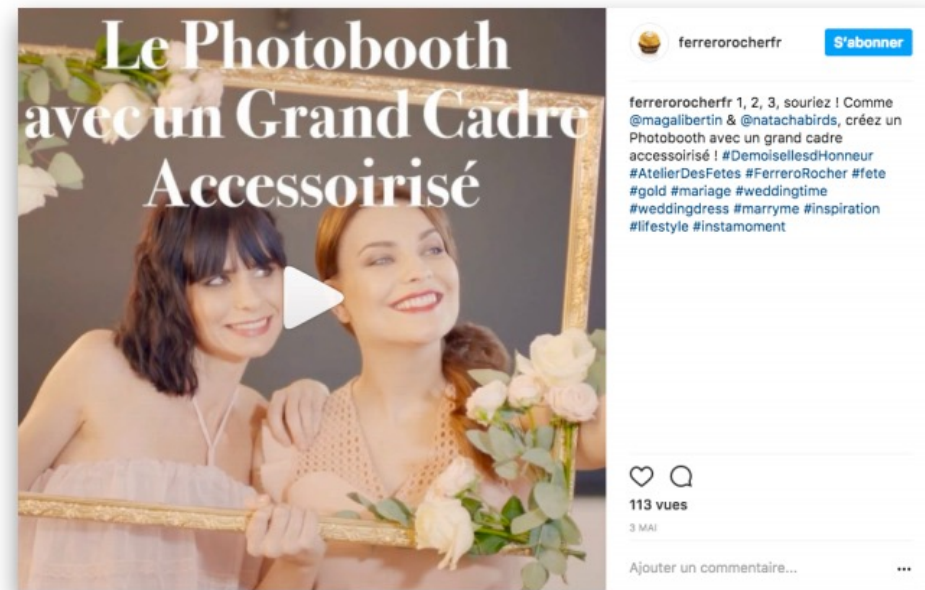 Le Photobooth
avec un Grand Cadre
Accessoirisé
ferrerorocherfr
S'abonner
ferrerorocherfr 1, 2, 3, souriez ! Comme
@magalibertin & @natachabirds, créez un
Photobooth avec un grand cadre
accessoirisé ! #DemoisellesdHonneur
#AtelierDesFetes #FerreroRocher #fete
#gold #mariage #weddingtime
#weddingdress #marryme #inspiration
#lifestyle #instamoment
113 vues
3 MAI
Ajouter un commentaire...